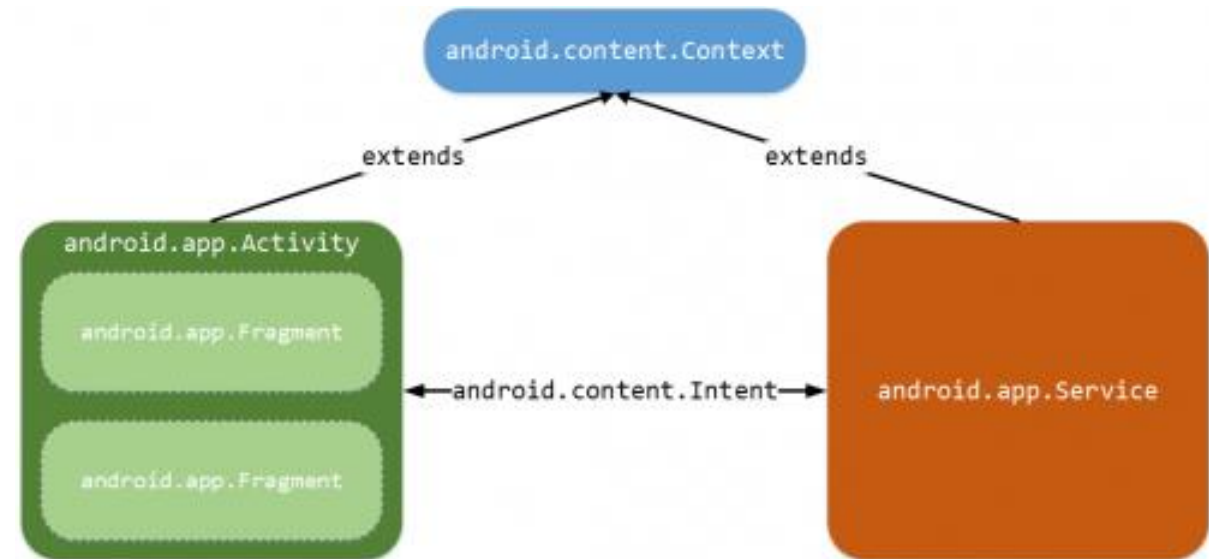 android.content.Context
extends
extends
android.app.Activity
android.app.Fragment
android.content.Intent
android.app.Service
android.app.Fragment